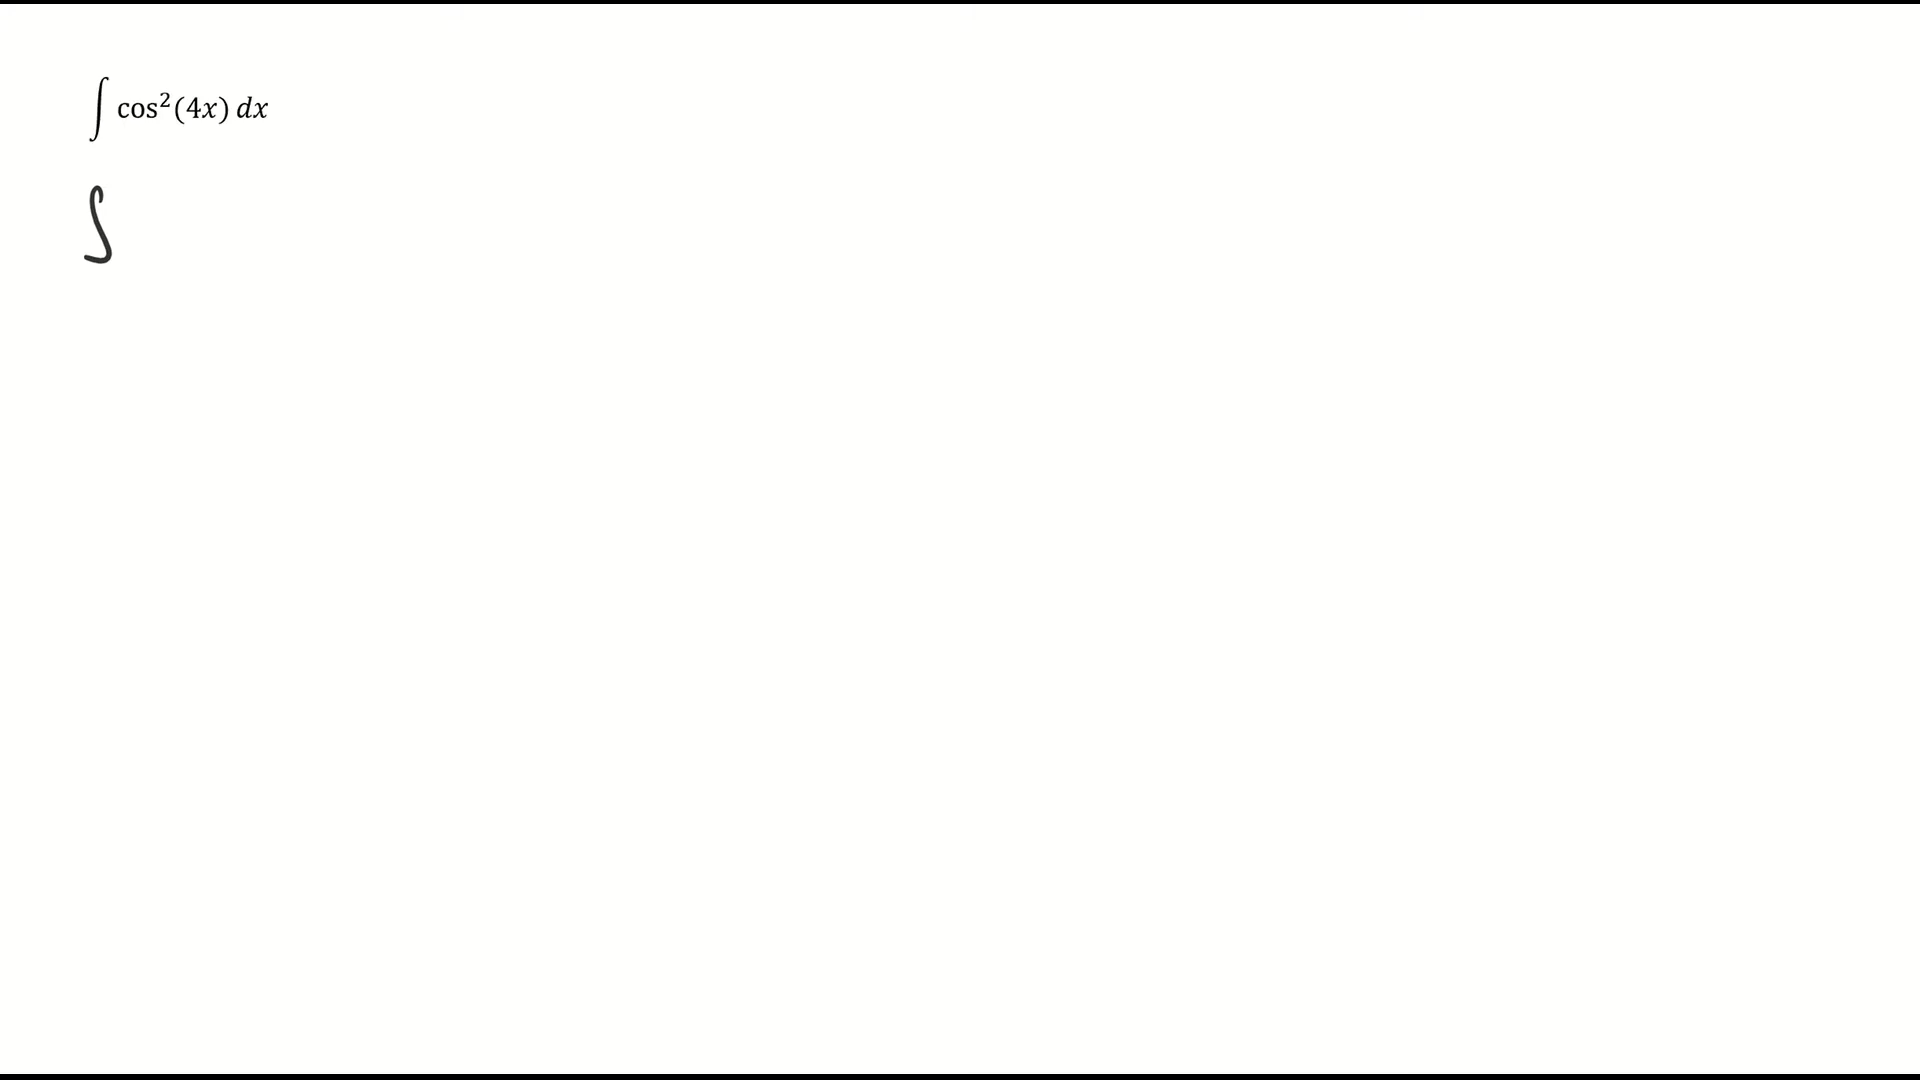 ∫ cos²(4x) dx
∫